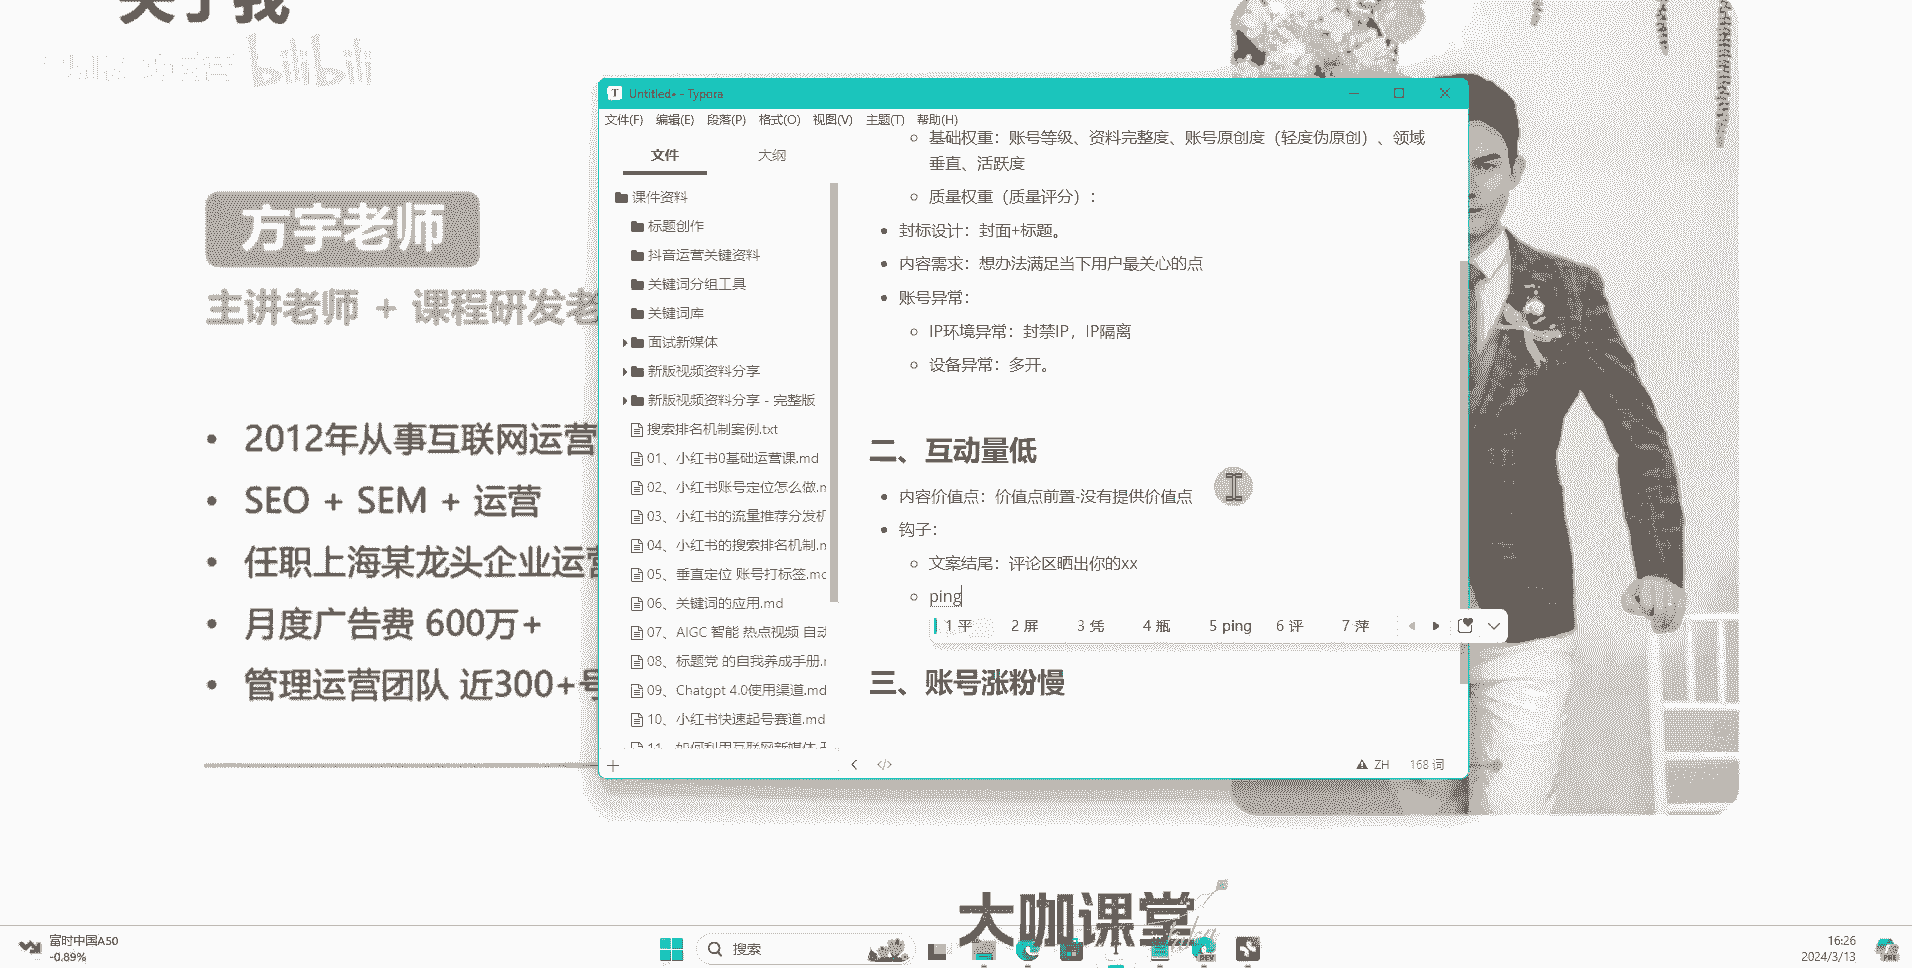 关于我
bilibili
方宇老师
主讲老师 + 课程研发老
2012年从事互联网运营
SEO + SEM + 运营
任职上海某龙头企业运营
月度广告费 600万+
管理运营团队 近300+号
Untitled• - Typora
文件(F) 编辑(E) 段落(P) 格式(O) 视图(V) 主题(T) 帮助(H)
文件 大纲
课件资料
标题创作
抖音运营关键资料
关键词分组工具
关键词库
面试新媒体
新版视频资料分享
新版视频资料分享 - 完整版
搜索排名机制案例.txt
01、小红书0基础运营课.md
02、小红书账号定位怎么做.n
03、小红书的流量推荐分发机
04、小红书的搜索排名机制.n
05、垂直定位 账号打标签.mc
06、关键词的应用.md
07、AIGC 智能 热点视频 自动
08、标题党 的自我养成手册.r
09、Chatgpt 4.0使用渠道.md
10、小红书快速起号赛道.md
11、如何利用互联网新媒体
基础权重：账号等级、资料完整度、账号原创度（轻度伪原创）、领域
垂直、活跃度
质量权重（质量评分）：
封标设计：封面+标题。
内容需求：想办法满足当下用户最关心的点
账号异常：
IP环境异常：封禁IP，IP隔离
设备异常：多开。
二、互动量低
内容价值点：价值点前置-没有提供价值点
钩子：
文案结尾：评论区晒出你的xx
ping
1 平 2 屏 3 凭 4 瓶 5 ping 6 评 7 萍
三、账号涨粉慢
ZH 168 词
大咖课堂
富时中国A50
-0.89%
搜索
DEV
16:26
2024/3/13
PRE